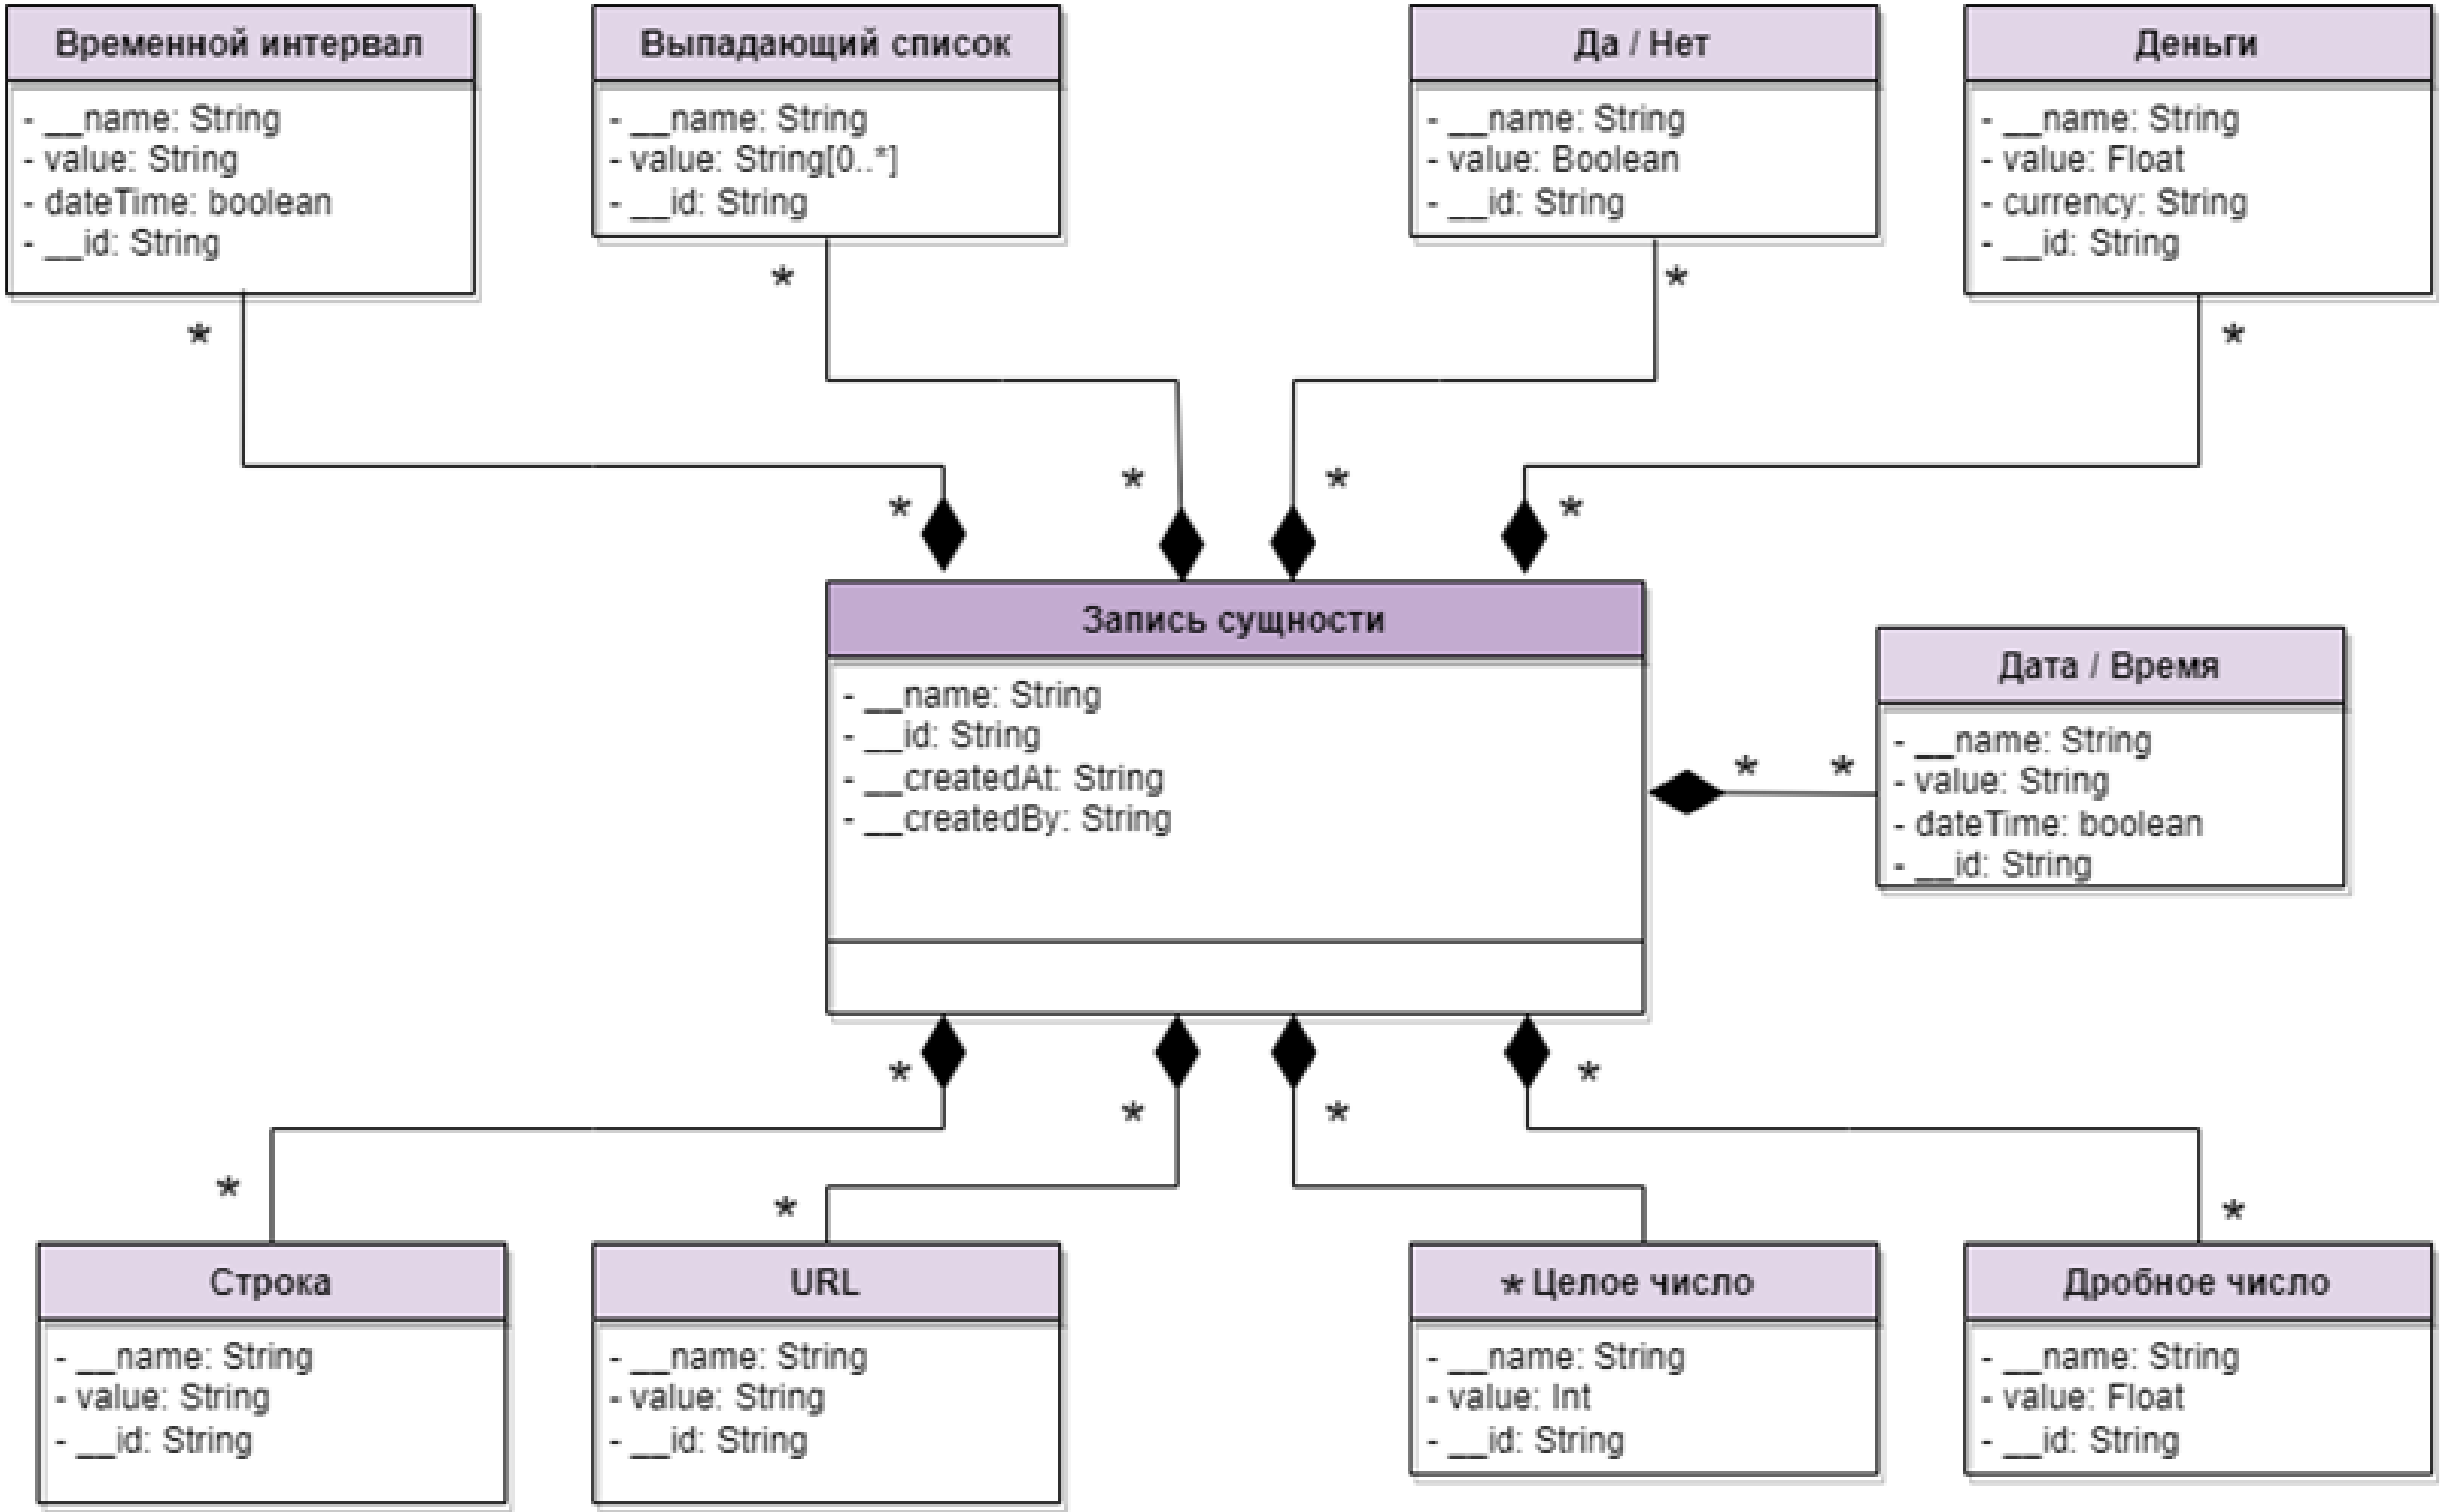 Временной интервал
- __name: String
- value: String
- dateTime: boolean
- __id: String
*
Выпадающий список
- __name: String
- value: String[0..*]
- __id: String
*
Да / Нет
- __name: String
- value: Boolean
- __id: String
*
Деньги
- __name: String
- value: Float
- currency: String
- __id: String
*
*
*
*
*
Запись сущности
- __name: String
- __id: String
- __createdAt: String
- __createdBy: String
* *
Дата / Время
- __name: String
- value: String
- dateTime: boolean
- __id: String
*
*
*
*
*
Строка
- __name: String
- value: String
- __id: String
*
URL
- __name: String
- value: String
- __id: String
* Целое число
- __name: String
- value: Int
- __id: String
*
Дробное число
- __name: String
- value: Float
- __id: String